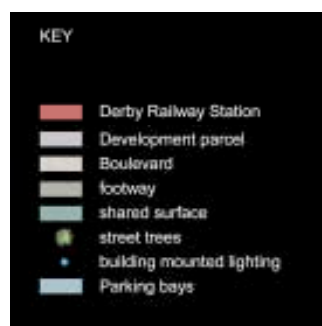 KEY
Derby Railway Station
Development parcel
Boulevard
footway
shared surface
street trees
building mounted lighting
Parking bays